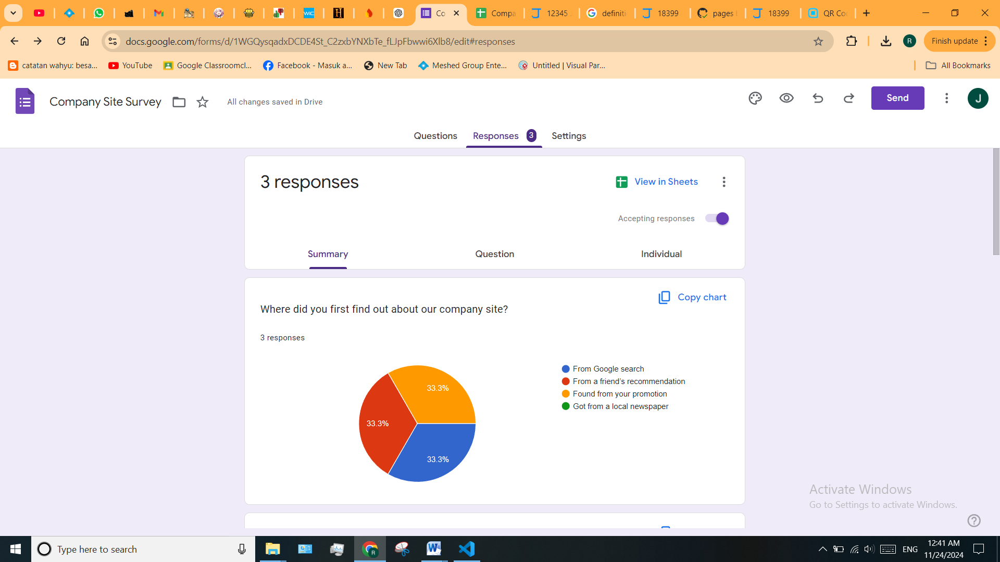 Co
Compa
12345
definiti
18399
pages
18399
QR Co
docs.google.com/forms/d/1WGQysqadxDCDE4St_C2zxbYNXbTe_fLJpFbwwi6Xlb8/edit#responses
R
Finish update
catatan wahyu: besa...
YouTube
Google Classroomcl...
Facebook - Masuk a...
New Tab
Meshed Group Ente...
Untitled | Visual Par...
All Bookmarks
Company Site Survey
All changes saved in Drive
Send
J
Questions
Responses 3
Settings
3 responses
View in Sheets
Accepting responses
Summary
Question
Individual
Copy chart
Where did you first find out about our company site?
3 responses
33.3%
33.3%
33.3%
From Google search
From a friend's recommendation
Found from your promotion
Got from a local newspaper
Activate Windows
Go to Settings to activate Windows.
Type here to search
ENG
12:41 AM
11/24/2024